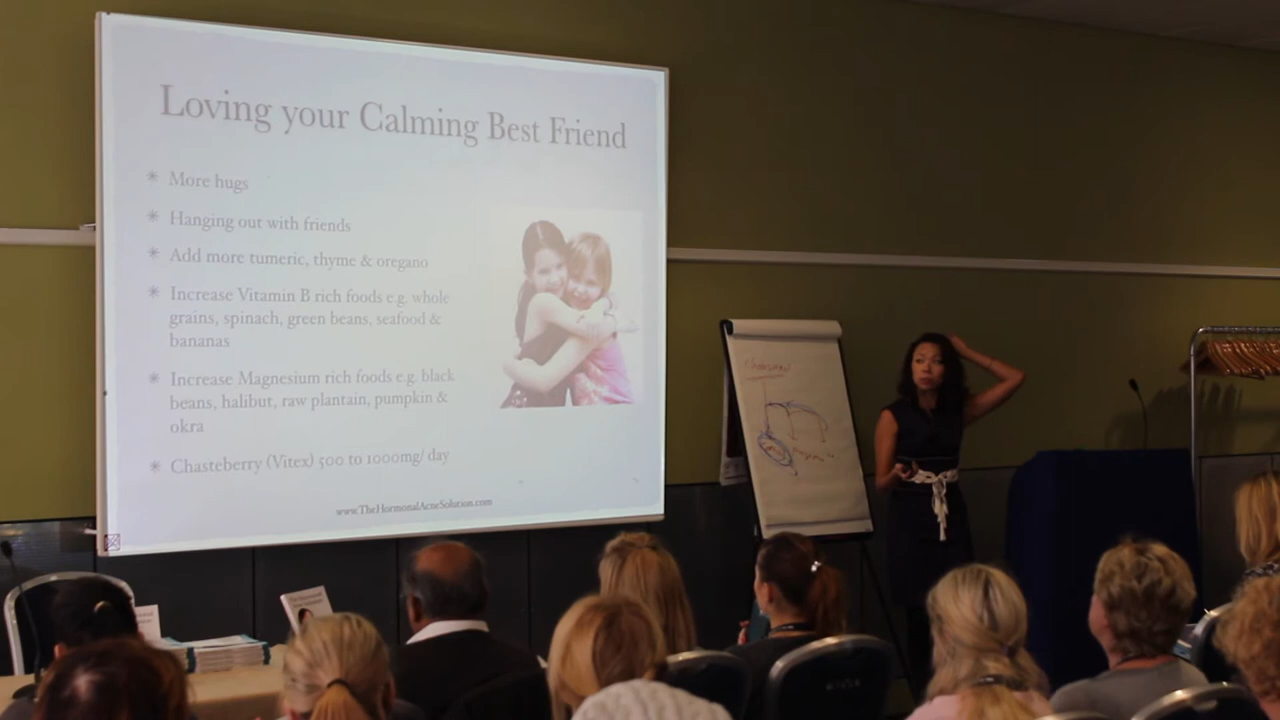 Loving your Calming Best Friend
More hugs
Hanging out with friends
Add more tumeric, thyme & oregano
Increase Vitamin B rich foods e.g. whole
grains, spinach, green beans, seafood &
bananas
Increase Magnesium rich foods e.g. black
beans, halibut, raw plantain, pumpkin &
okra
Chasteberry (Vitex) 500 to 1000mg/ day
www.TheHormonalAcneSolution.com